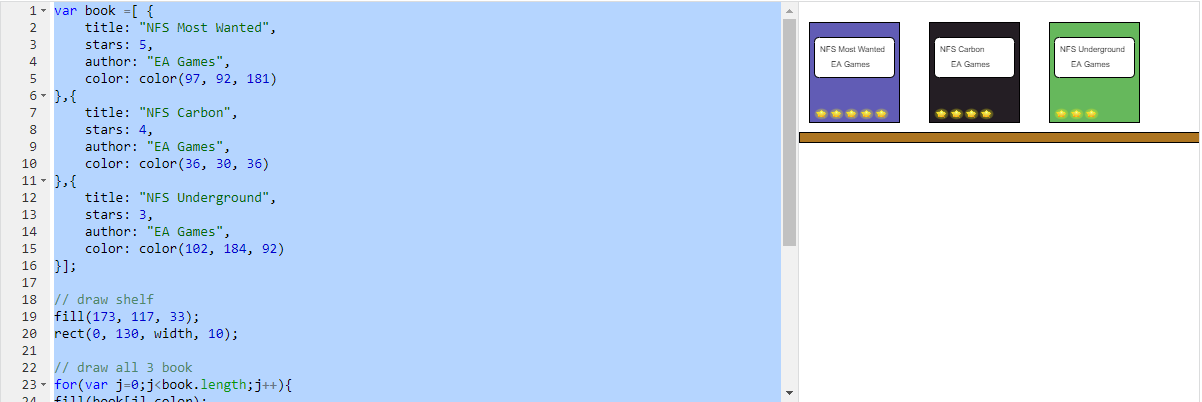 1 var book =[ {
2 title: "NFS Most Wanted",
3 stars: 5,
4 author: "EA Games",
5 color: color(97, 92, 181)
6 },{
7 title: "NFS Carbon",
8 stars: 4,
9 author: "EA Games",
10 color: color(36, 30, 36)
11 },{
12 title: "NFS Underground",
13 stars: 3,
14 author: "EA Games",
15 color: color(102, 184, 92)
16 }];
17
18 // draw shelf
19 fill(173, 117, 33);
20 rect(0, 130, width, 10);
21
22 // draw all 3 book
23 for(var j=0;j<book.length;j++){
24 fill(book[j].color);
NFS Most Wanted
EA Games
NFS Carbon
EA Games
NFS Underground
EA Games